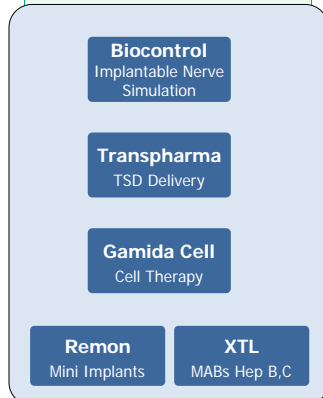 Biocontrol
Implantable Nerve
Simulation
Transpharma
TSD Delivery
Gamida Cell
Cell Therapy
Remon
Mini Implants
XTL
MABs Hep B,C